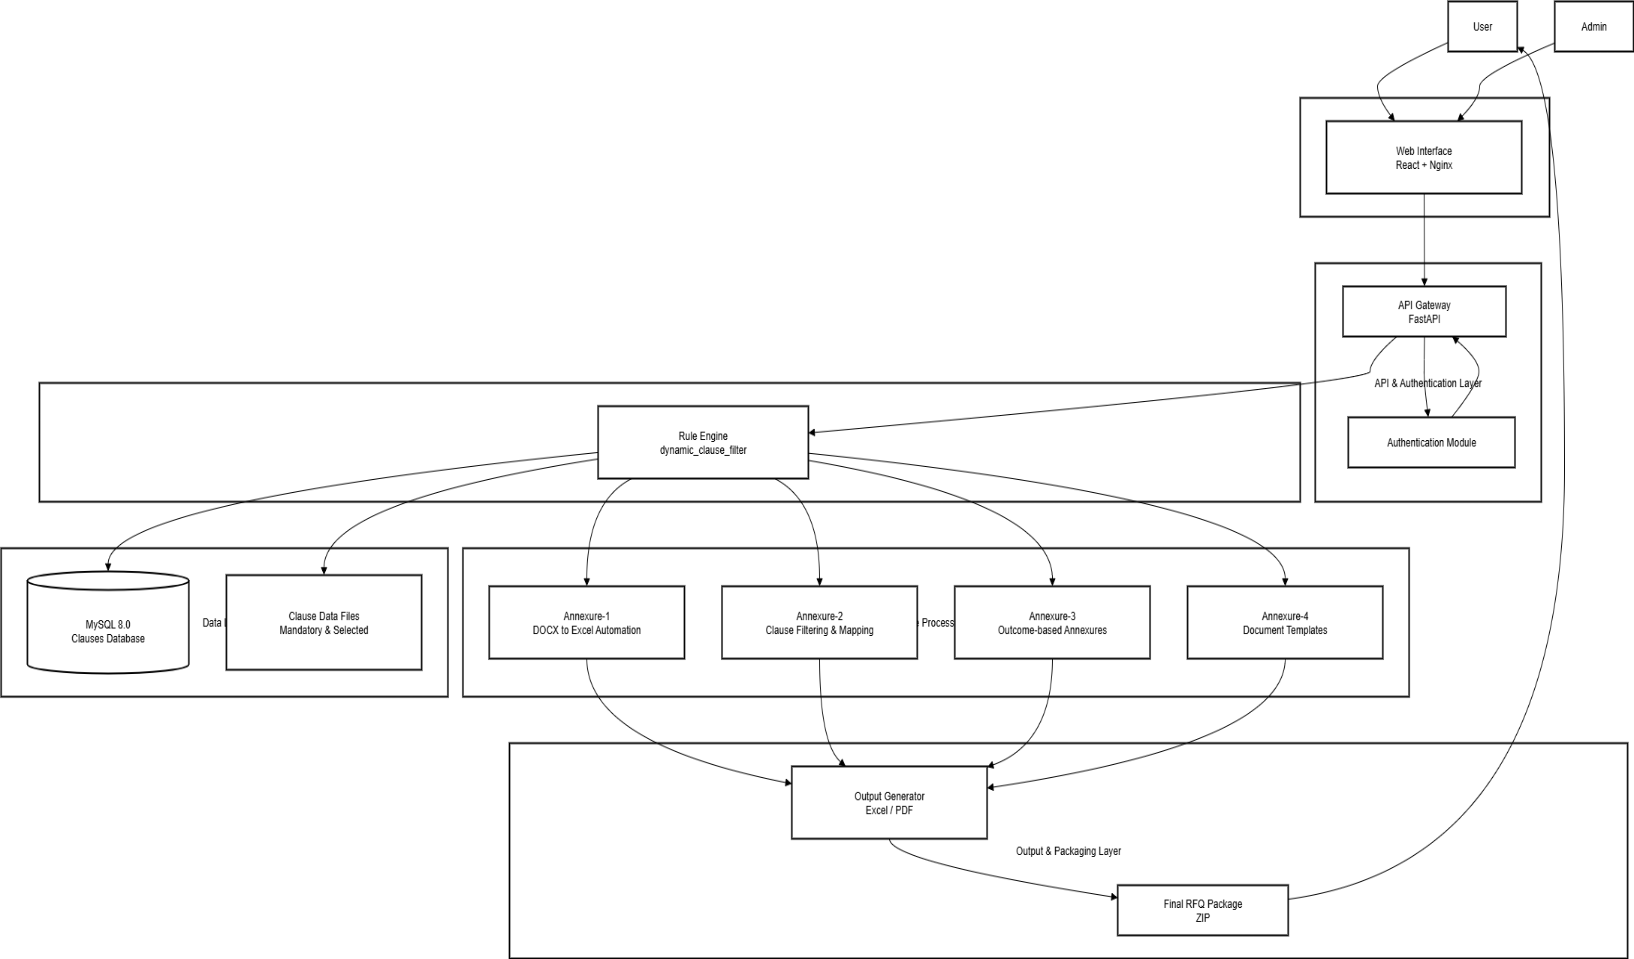 User
Admin
Web Interface
React + Nginx
API Gateway
FastAPI
API & Authentication Layer
Authentication Module
Rule Engine
dynamic_clause_filter
MySQL 8.0
Clauses Database
Data
Clause Data Files
Mandatory & Selected
Annexure-1
DOCX to Excel Automation
Annexure-2
Clause Filtering & Mapping
Process
Annexure-3
Outcome-based Annexures
Annexure-4
Document Templates
Output Generator
Excel / PDF
Output & Packaging Layer
Final RFQ Package
ZIP